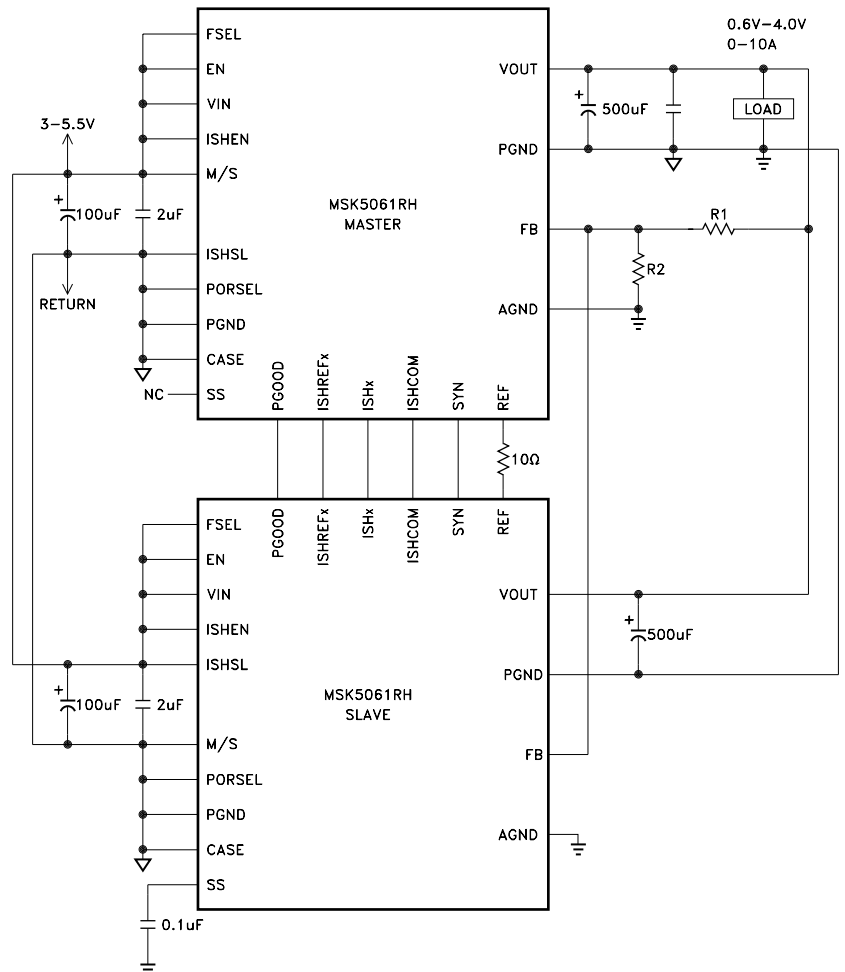 0.6V-4.0V
0-10A
FSEL
EN
VIN
ISHEN
M/S
ISHSL
PORSEL
PGND
CASE
SS
NC
3-5.5V
100uF
2uF
RETURN
MSK5061RH
MASTER
VOUT
PGND
FB
AGND
500uF
LOAD
R1
R2
PGOOD
ISHREFx
ISHx
ISHCOM
SYN
REF
10Ω
PGOOD
ISHREFx
ISHx
ISHCOM
SYN
REF
FSEL
EN
VIN
ISHEN
ISHSL
M/S
PORSEL
PGND
CASE
SS
100uF
2uF
0.1uF
MSK5061RH
SLAVE
VOUT
PGND
FB
AGND
500uF